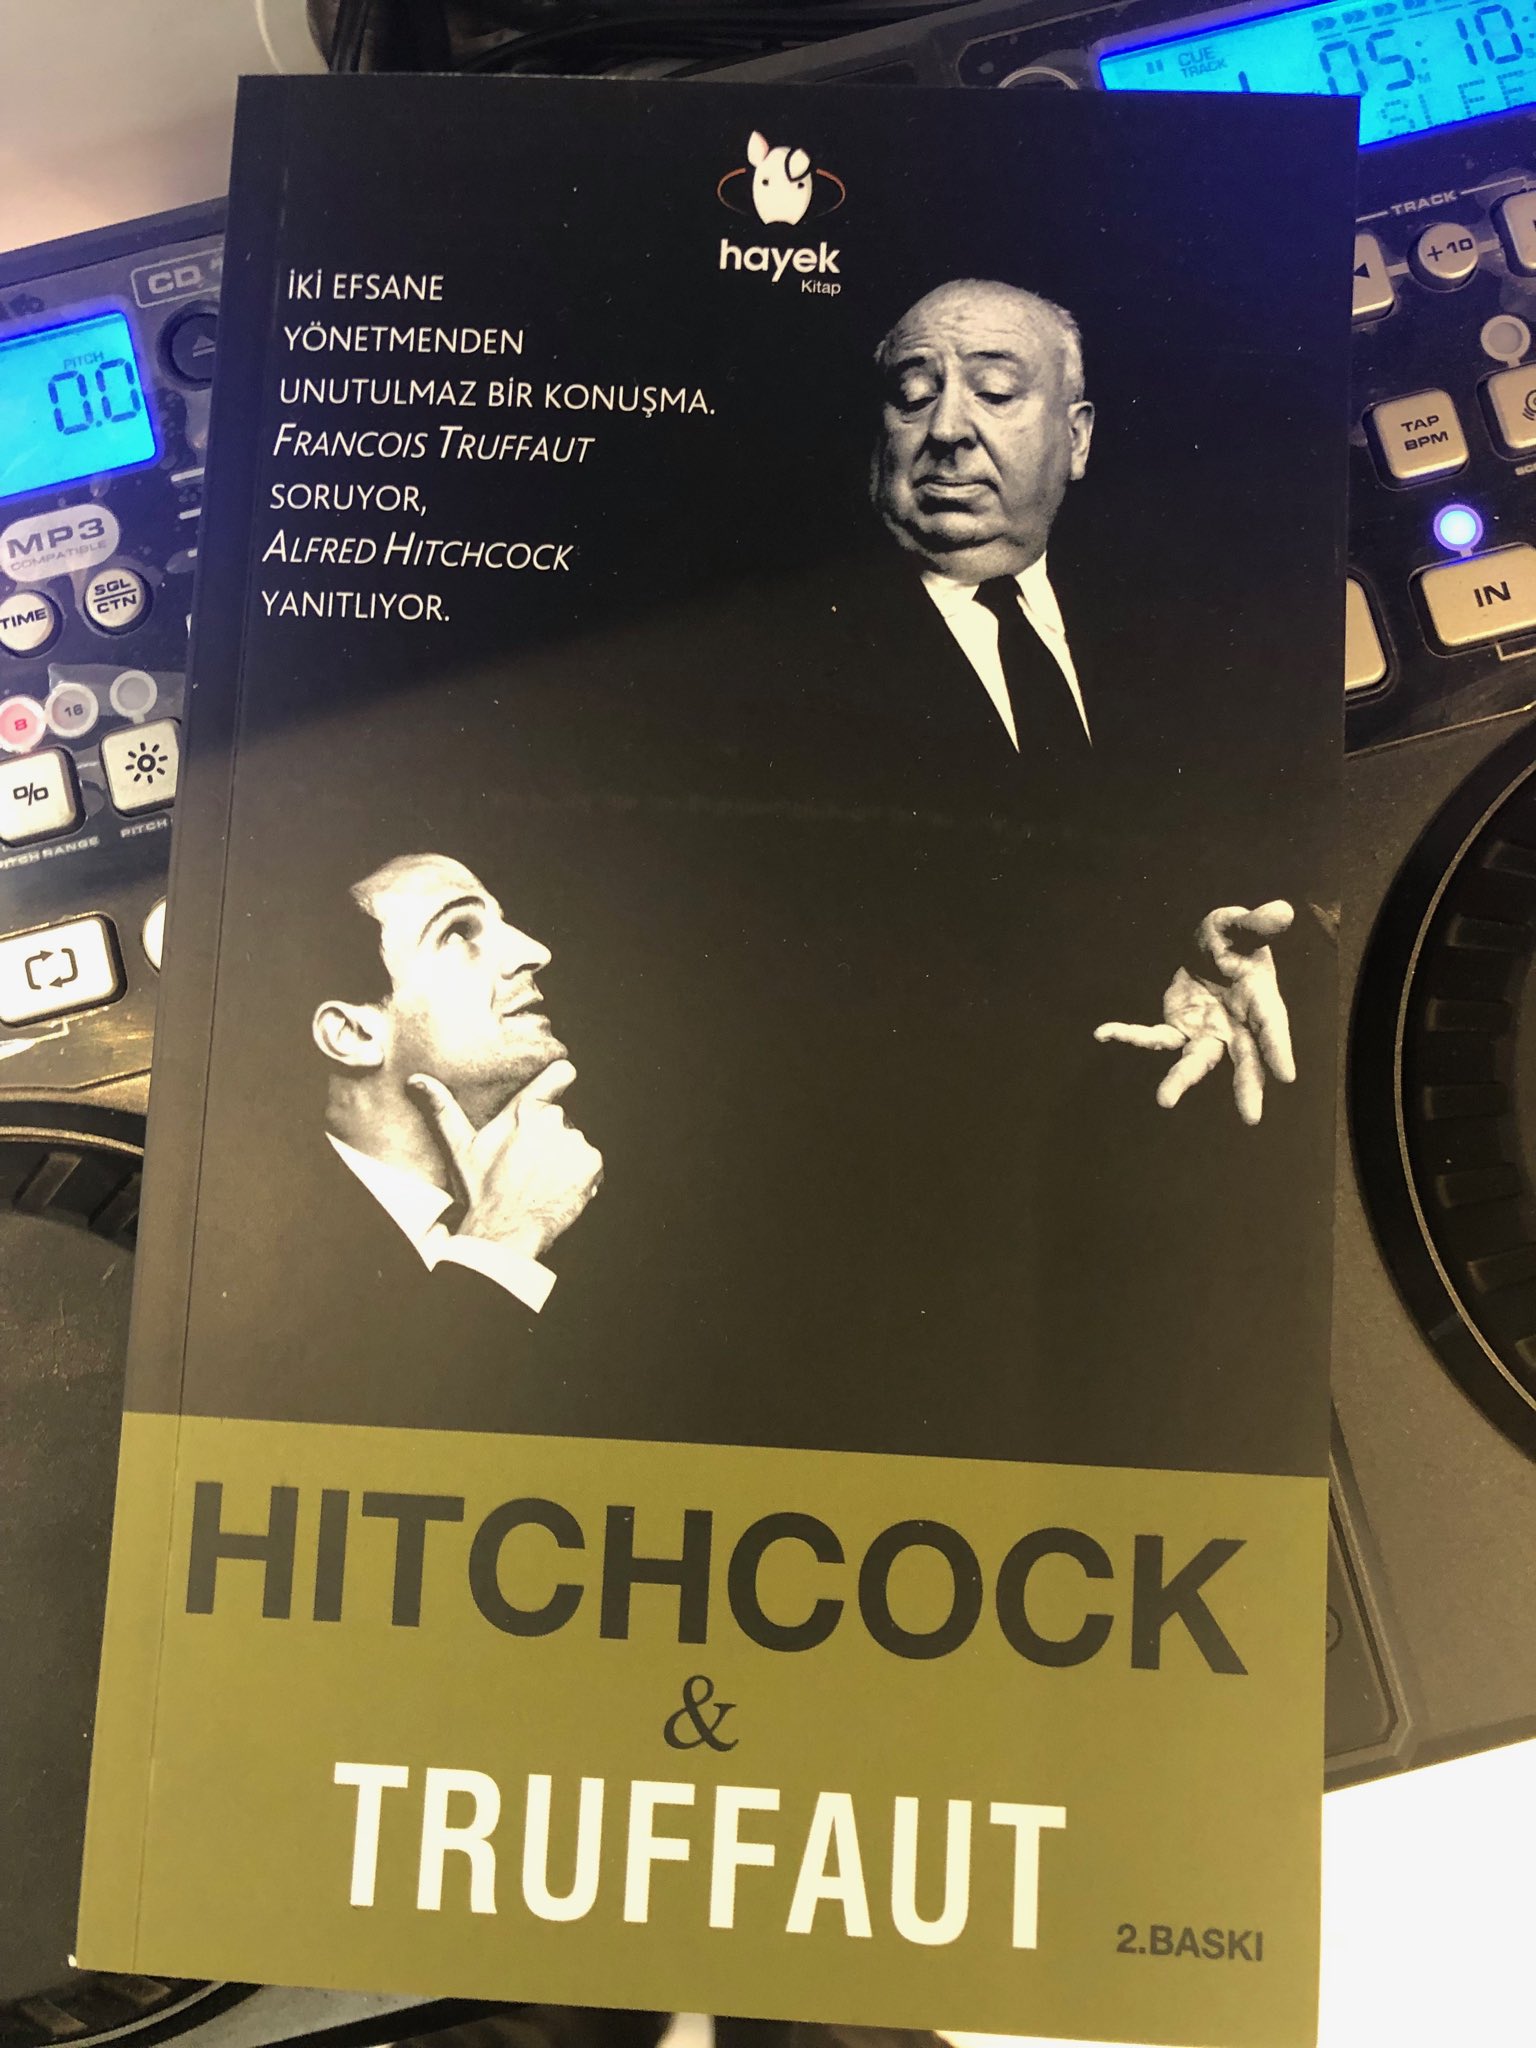 hayek
Kitap
İKİ EFSANE
YÖNETMENDEN
UNUTULMAZ BİR KONUŞMA.
FRANCOIS TRUFFAUT
SORUYOR,
ALFRED HITCHCOCK
YANITLIYOR.
HITCHCOCK
&
TRUFFAUT
2.BASKI
CD
PITCH
0.0
MP3
COMPATIBLE
TIME
SGL
CTN
8
16
%
PITCH
CUE
TRACK
05:10
M
TRACK
+10
TAP
BPM
IN